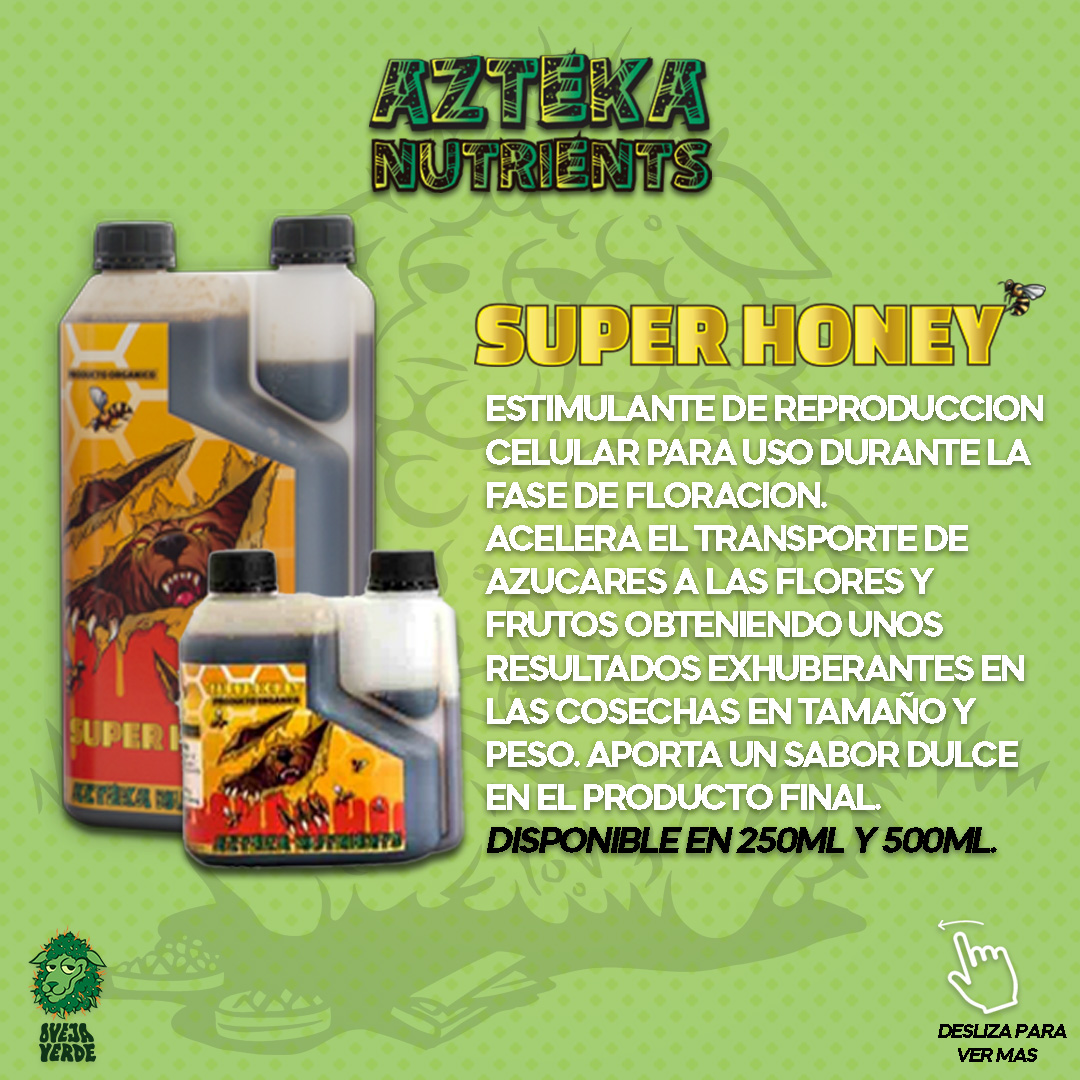 AZTEKA
NUTRIENTS
SUPER HONEY
ESTIMULANTE DE REPRODUCCION
CELULAR PARA USO DURANTE LA
FASE DE FLORACION.
ACELERA EL TRANSPORTE DE
AZUCARES A LAS FLORES Y
FRUTOS OBTENIENDO UNOS
RESULTADOS EXHUBERANTES EN
LAS COSECHAS EN TAMAÑO Y
PESO. APORTA UN SABOR DULCE
EN EL PRODUCTO FINAL.
DISPONIBLE EN 250ML Y 500ML.
PRODUCTO ORGANICO
SUPER
AZTEKA
PRODUCTO ORGANICO
AZTEKA NUTRIENTS
OVEJA
VERDE
DESLIZA PARA
VER MAS